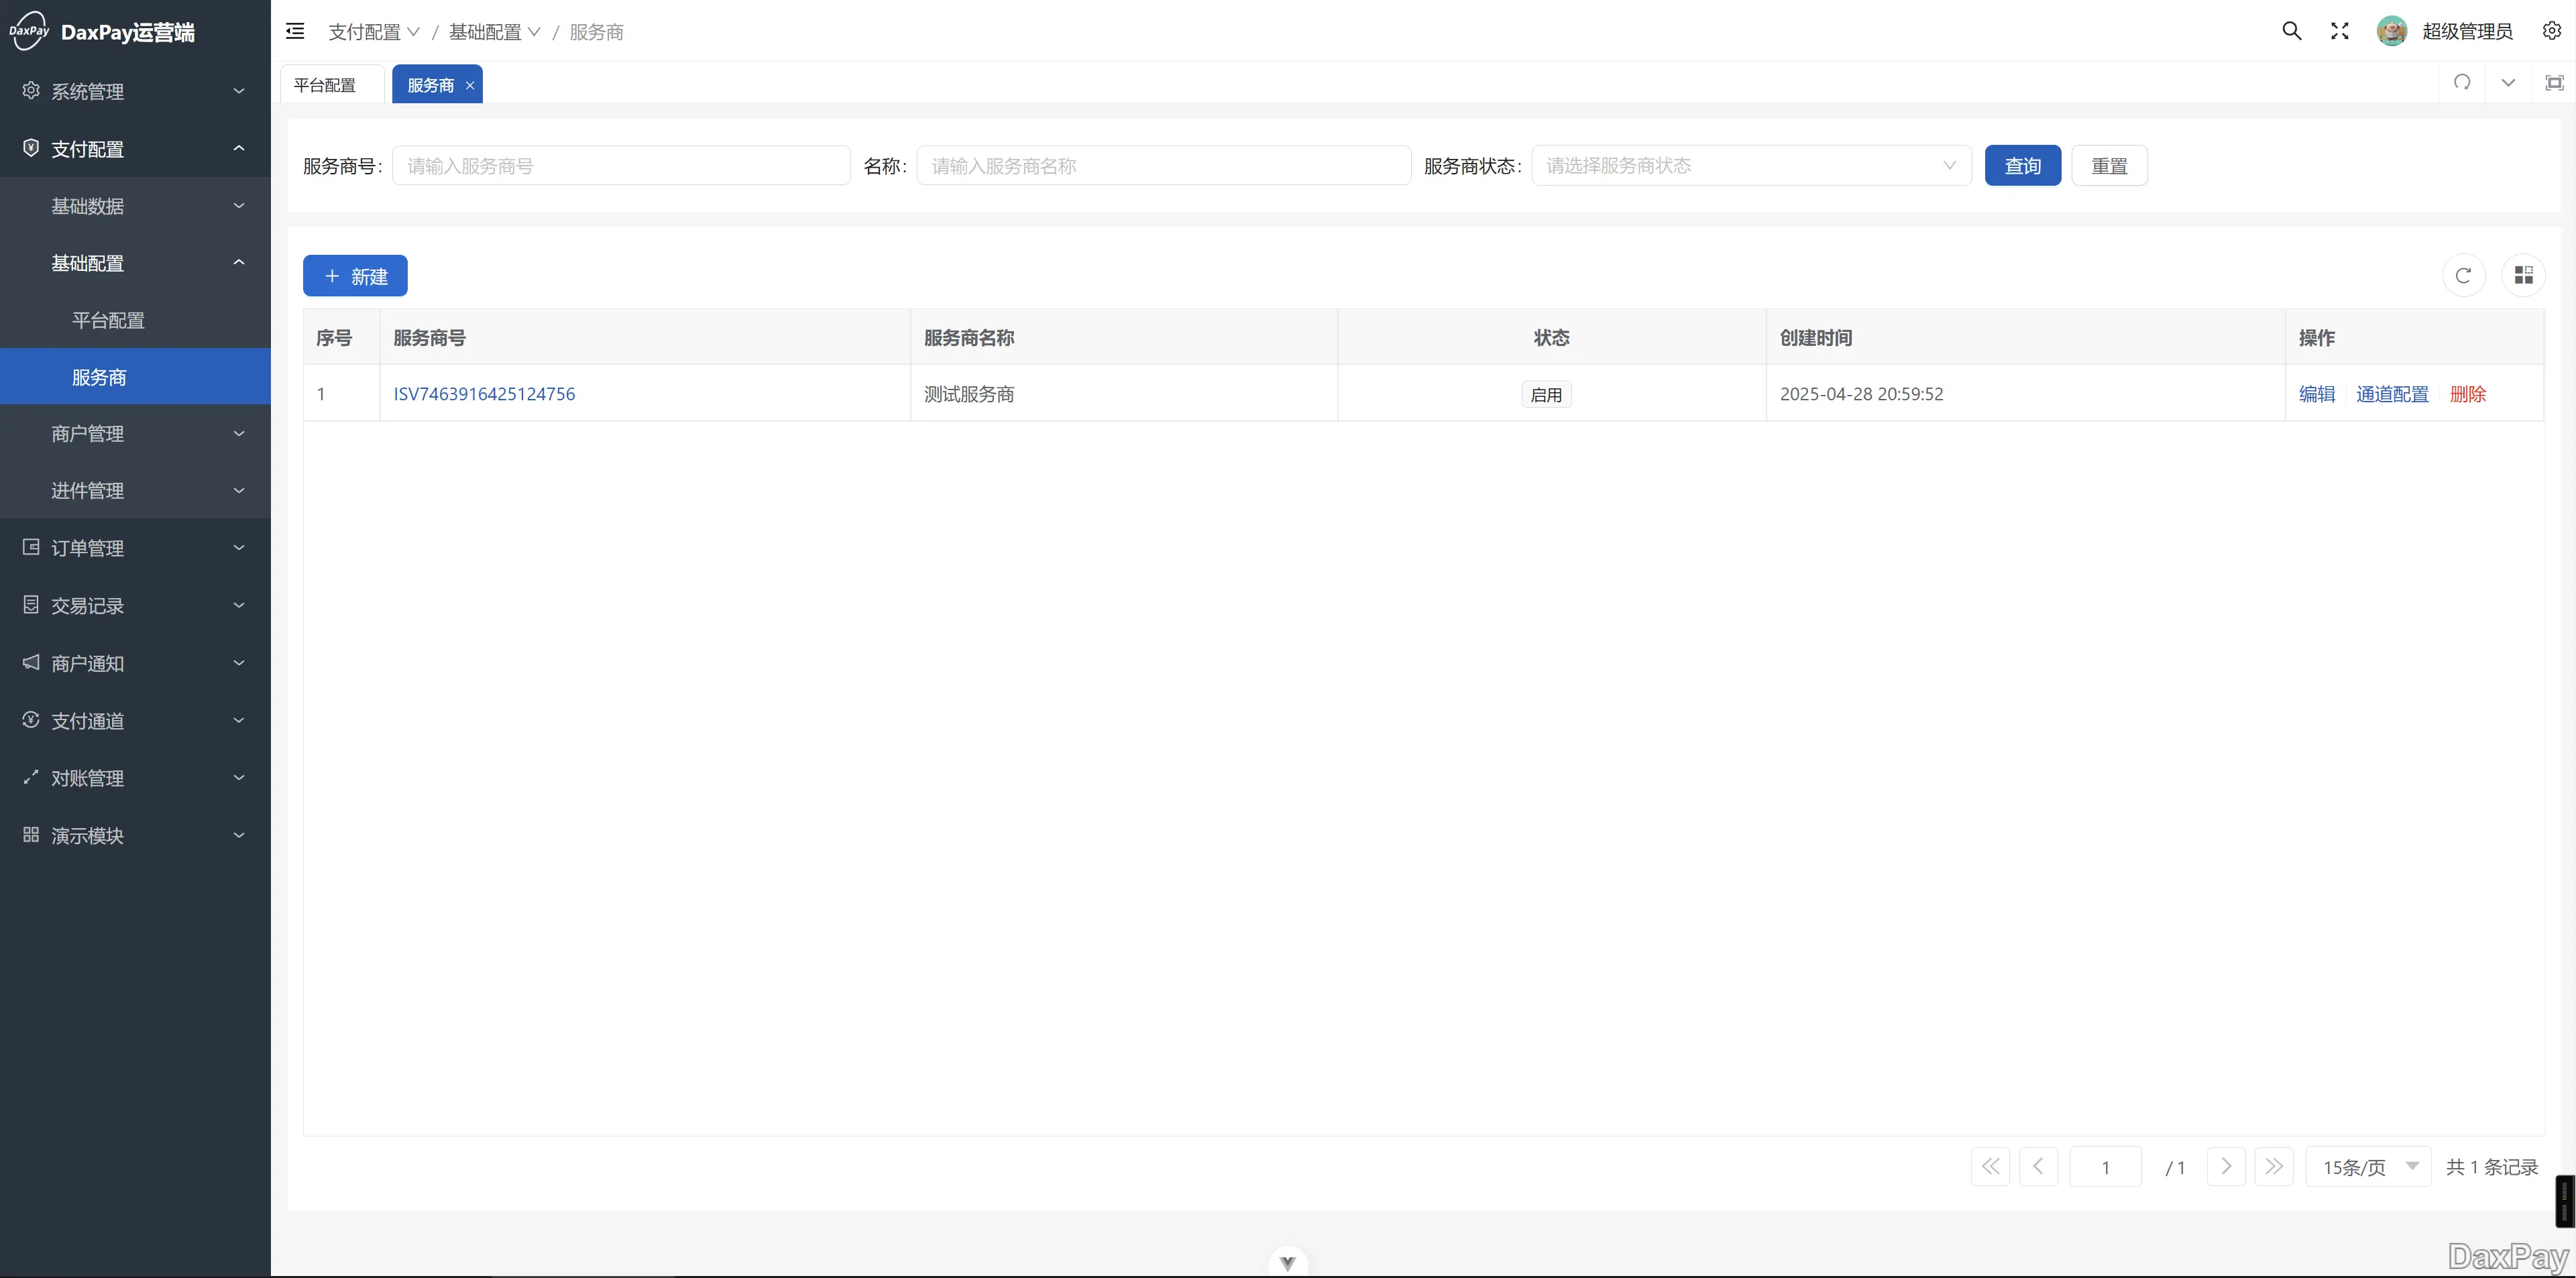 DaxPay DaxPay运营端
支付配置 / 基础配置 / 服务商
超级管理员
平台配置
服务商
系统管理
支付配置
基础数据
基础配置
平台配置
服务商
商户管理
进件管理
订单管理
交易记录
商户通知
支付通道
对账管理
演示模块
服务商号: 请输入服务商号 名称: 请输入服务商名称 服务商状态: 请选择服务商状态 查询 重置
新建
序号 服务商号 服务商名称 状态 创建时间 操作
1 ISV7463916425124756 测试服务商 启用 2025-04-28 20:59:52 编辑 通道配置 删除
1 / 1 15条/页 共 1 条记录
DaxPay